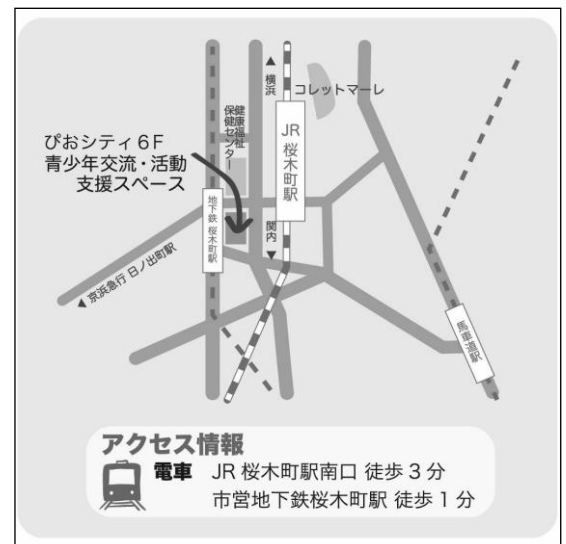 ▲横浜
コレットマーレ
健康福祉
保健センター
JR 桜木町駅
ぴおシティ6F
青少年交流・活動
支援スペース
地下鉄 桜木町駅
関内▼
▲京浜急行 日ノ出町駅
馬車道駅
アクセス情報
電車 JR 桜木町駅南口 徒歩3分
市営地下鉄桜木町駅 徒歩1分